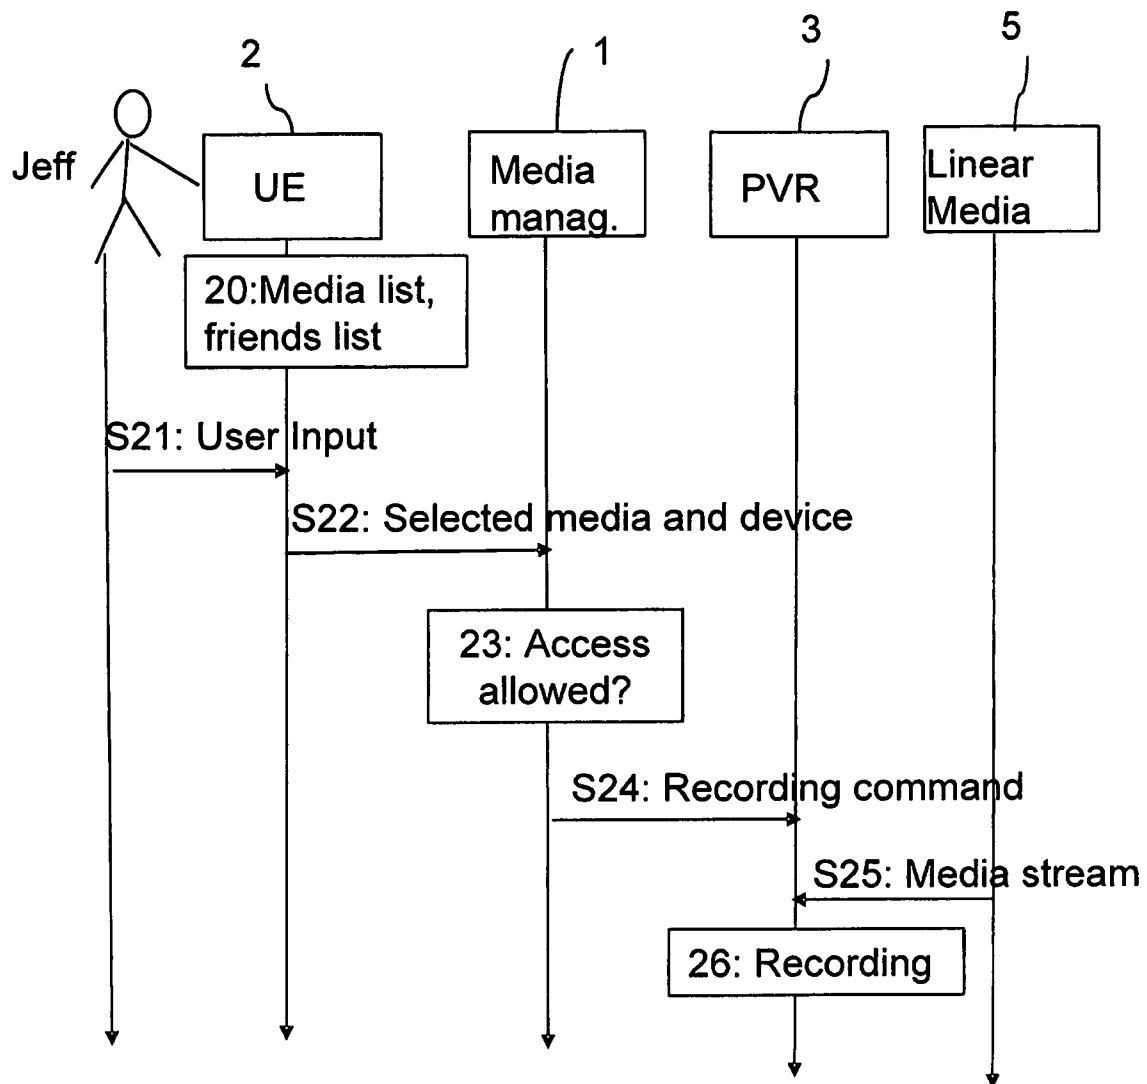 2
1
3
5
Jeff
UE
Media
manag.
PVR
Linear
Media
20:Media list,
friends list
S21: User Input
S22: Selected media and device
23: Access
allowed?
S24: Recording command
S25: Media stream
26: Recording